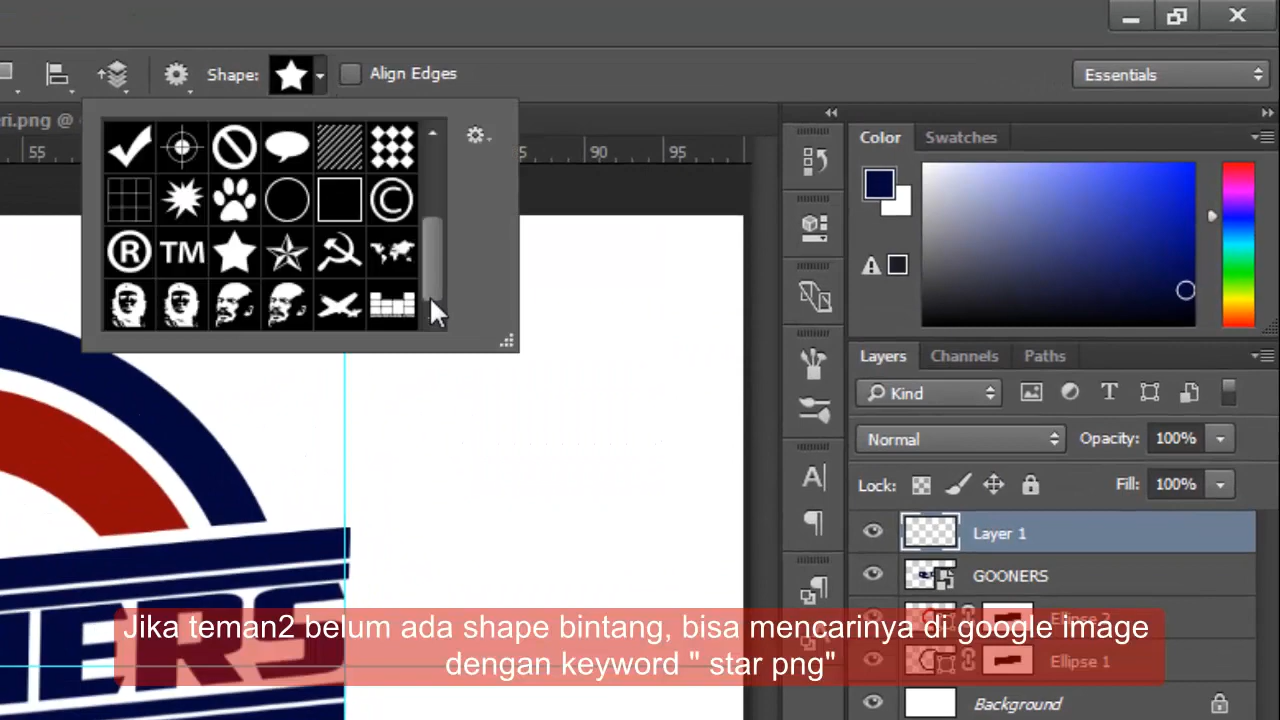 Shape:
Align Edges
Essentials
ri.png @
55
90
95
Color
Swatches
©
® TM
Layers
Channels
Paths
Kind
Normal
Opacity:
100%
Lock:
Fill:
100%
Layer 1
GOONERS
ERS
Jika teman2 belum ada shape bintang, bisa mencarinya di google image
dengan keyword " star png"
Ellipse 1
Background